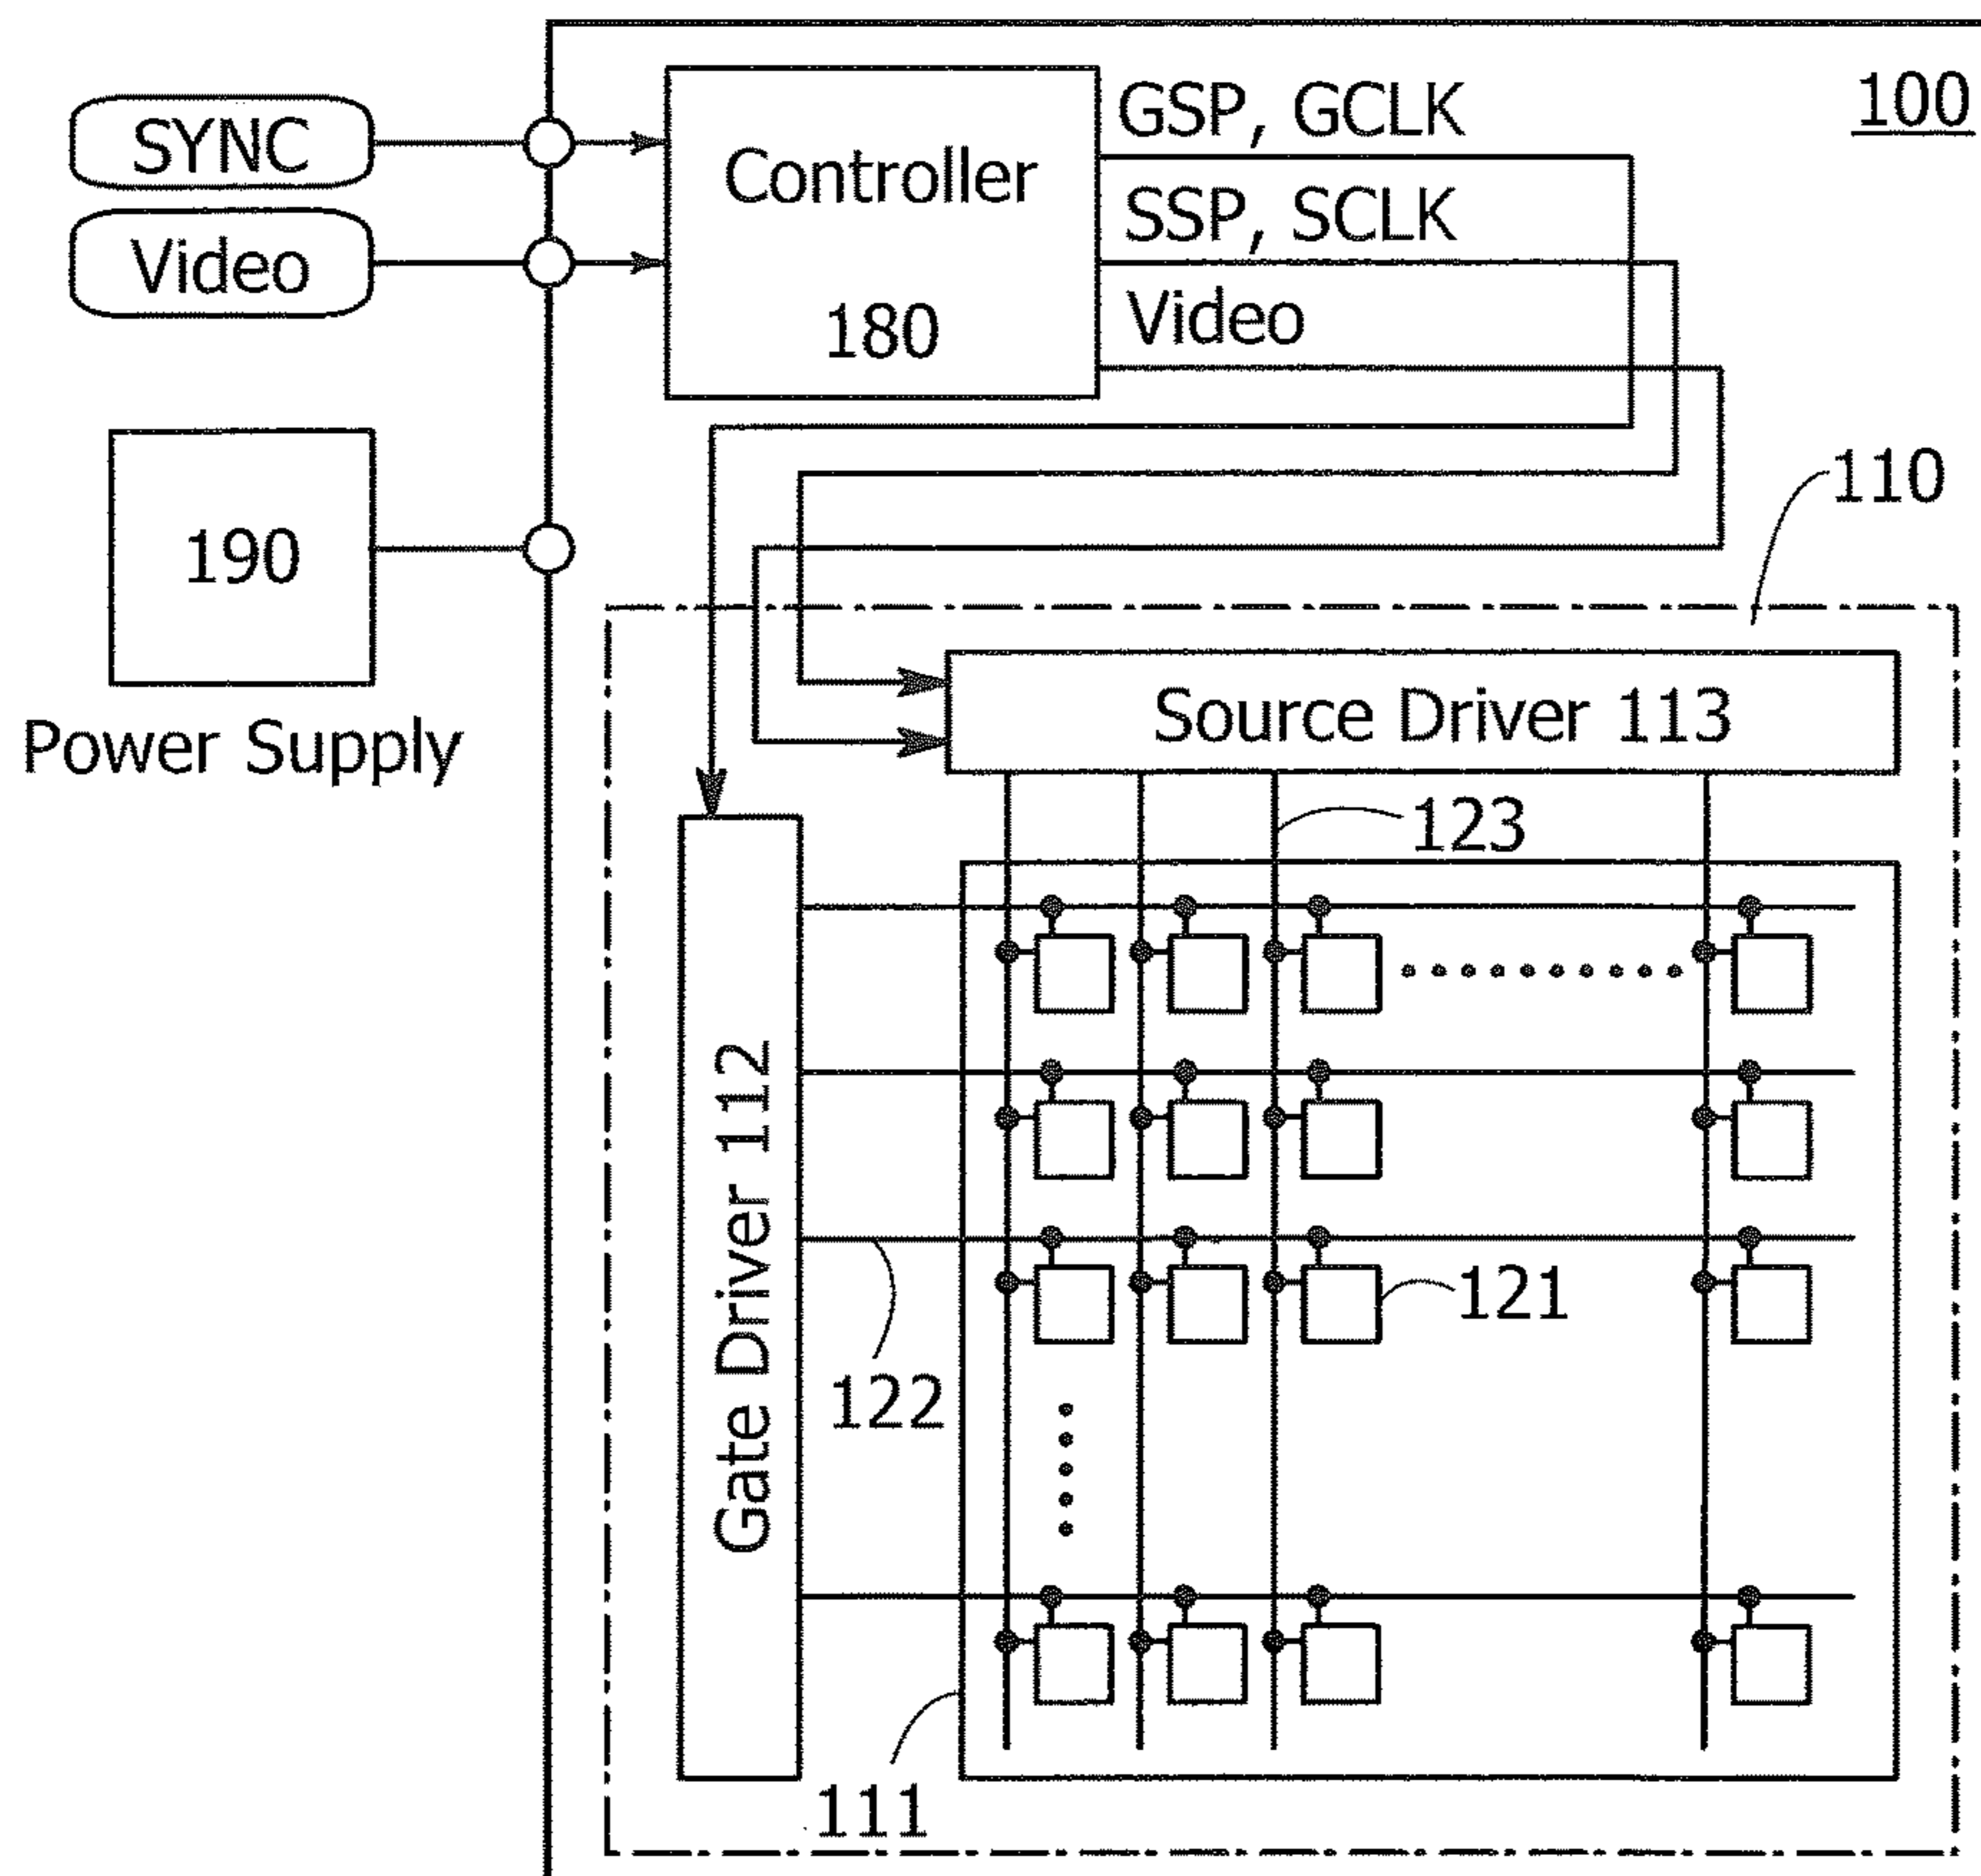 100
SYNC
Video
Controller
180
GSP, GCLK
SSP, SCLK
Video
190
Power Supply
110
Source Driver 113
123
Gate Driver 112
121
122
111